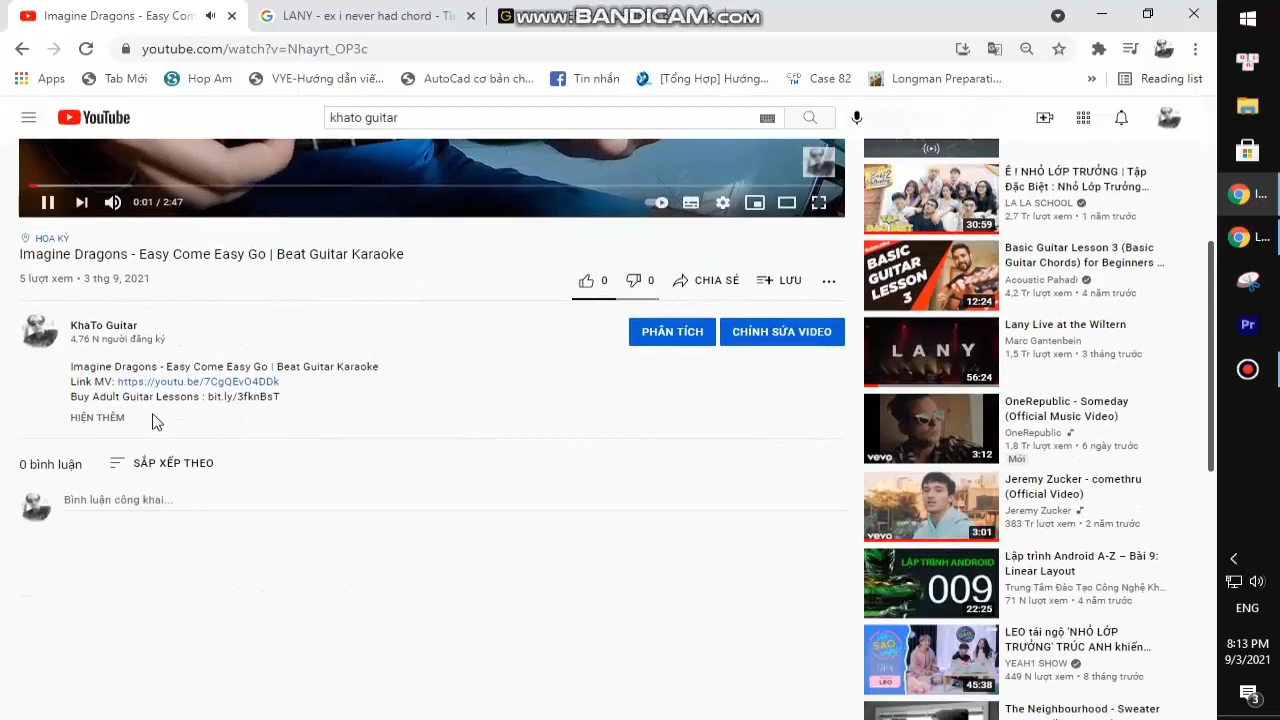 Imagine Dragons - Easy Com
LANY - ex i never had chord - Tì
www.BANDICAM.com
youtube.com/watch?v=Nhayrt_OP3c
Apps
Tab Mới
Hop Am
VYE-Hướng dẫn viế...
AutoCad cơ bản ch...
Tin nhắn
[Tổng Hợp] Hướng...
Case 82
Longman Preparati...
»
Reading list
YouTube
khato guitar
0:01 / 2:47
HOA KỲ
Imagine Dragons - Easy Come Easy Go | Beat Guitar Karaoke
5 lượt xem • 3 thg 9, 2021
0
0
CHIA SẺ
LƯU
KhaTo Guitar
4,76 N người đăng ký
PHÂN TÍCH
CHỈNH SỬA VIDEO
Imagine Dragons - Easy Come Easy Go | Beat Guitar Karaoke
Link MV: https://youtu.be/7CgQEvO4DDk
Buy Adult Guitar Lessons : bit.ly/3fknBsT
HIỆN THÊM
0 bình luận
SẮP XẾP THEO
Bình luận công khai...
30:59
Ê ! NHỎ LỚP TRƯỞNG | Tập
Đặc Biệt : Nhỏ Lớp Trưởng...
LA LA SCHOOL
2,7 Tr lượt xem • 1 năm trước
BASIC
GUITAR
LESSON
3
12:24
Basic Guitar Lesson 3 (Basic
Guitar Chords) for Beginners ...
Acoustic Pahadi
4,2 Tr lượt xem • 4 năm trước
LANY
56:24
Lany Live at the Wiltern
Marc Gantenbein
1,5 Tr lượt xem • 3 tháng trước
vevo
3:12
OneRepublic - Someday
(Official Music Video)
OneRepublic
1,8 Tr lượt xem • 6 ngày trước
Mới
vevo
3:01
Jeremy Zucker - comethru
(Official Video)
Jeremy Zucker
383 Tr lượt xem • 2 năm trước
LẬP TRÌNH ANDROID
009
22:25
Lập trình Android A-Z – Bài 9:
Linear Layout
Trung Tâm Đào Tạo Công Nghệ Kh...
71 N lượt xem • 4 năm trước
LEO
45:38
LEO tái ngộ 'NHỎ LỚP
TRƯỞNG' TRÚC ANH khiến...
YEAH1 SHOW
449 N lượt xem • 8 tháng trước
The Neighbourhood - Sweater
I...
L...
Pr
ENG
8:13 PM
9/3/2021
3